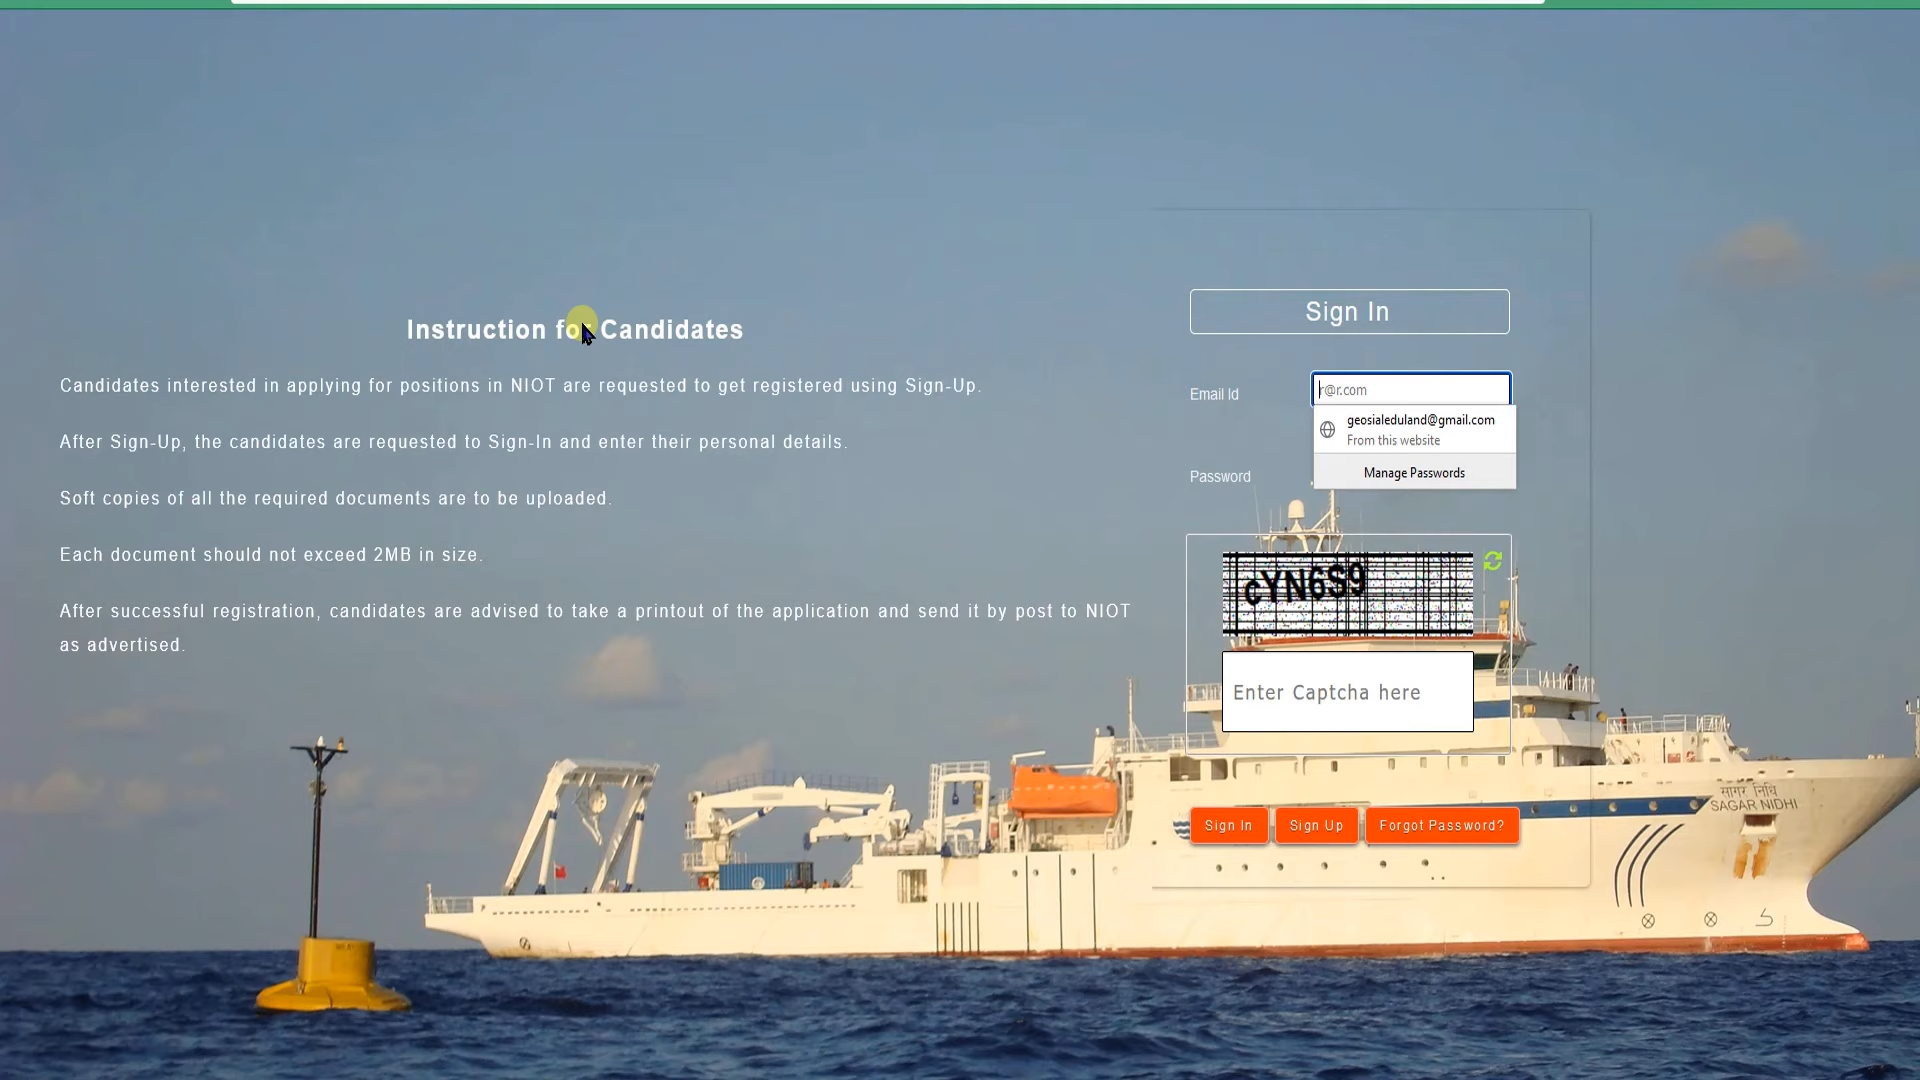 Instruction for Candidates
Candidates interested in applying for positions in NIOT are requested to get registered using Sign-Up.
After Sign-Up, the candidates are requested to Sign-In and enter their personal details.
Soft copies of all the required documents are to be uploaded.
Each document should not exceed 2MB in size.
After successful registration, candidates are advised to take a printout of the application and send it by post to NIOT
as advertised.
Sign In
Email Id
r@r.com
geosialeduland@gmail.com
From this website
Manage Passwords
Password
cYN6S9
Enter Captcha here
Sign In
Sign Up
Forgot Password?
सागर निधि
SAGAR NIDHI